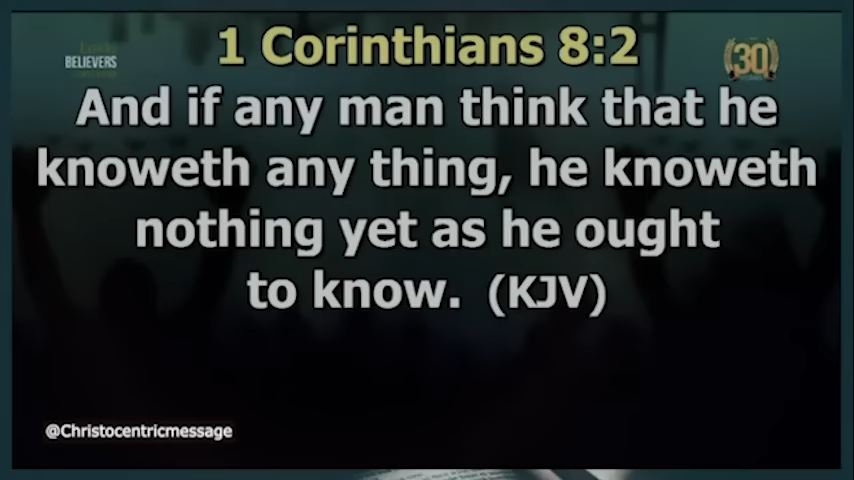 1 Corinthians 8:2
BELIEVERS
30
And if any man think that he
knoweth any thing, he knoweth
nothing yet as he ought
to know. (KJV)
@Christocentricmessage